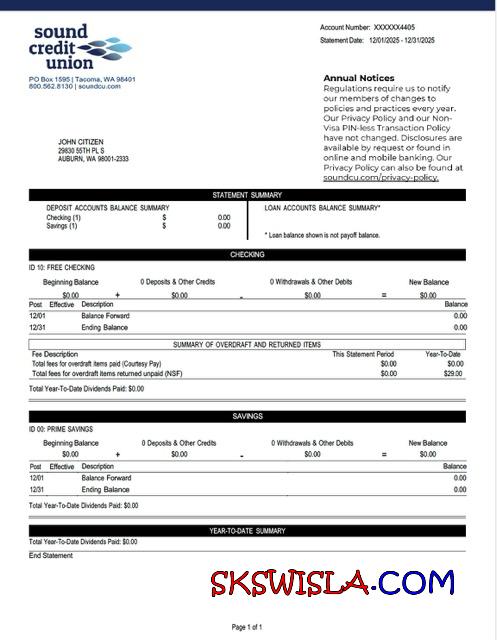 sound
credit
union
PO Box 1595 | Tacoma, WA 98401
800.562.8130 | soundcu.com
Account Number: XXXXXX4405
Statement Date: 12/01/2025 - 12/31/2025
Annual Notices
Regulations require us to notify
our members of changes to
policies and practices every year.
Our Privacy Policy and our Non-
Visa PIN-less Transaction Policy
have not changed. Disclosures are
available by request or found in
online and mobile banking. Our
Privacy Policy can also be found at
soundcu.com/privacy-policy.
JOHN CITIZEN
29830 55TH PL S
AUBURN, WA 98001-2333
STATEMENT SUMMARY
DEPOSIT ACCOUNTS BALANCE SUMMARY
Checking (1) $ 0.00
Savings (1) $ 0.00
LOAN ACCOUNTS BALANCE SUMMARY*
* Loan balance shown is not payoff balance.
CHECKING
ID 10: FREE CHECKING
Beginning Balance 0 Deposits & Other Credits 0 Withdrawals & Other Debits New Balance
$0.00 + $0.00 - $0.00 = $0.00
Post Effective Description Balance
12/01 Balance Forward 0.00
12/31 Ending Balance 0.00
SUMMARY OF OVERDRAFT AND RETURNED ITEMS
Fee Description This Statement Period Year-To-Date
Total fees for overdraft items paid (Courtesy Pay) $0.00 $0.00
Total fees for overdraft items returned unpaid (NSF) $0.00 $29.00
Total Year-To-Date Dividends Paid: $0.00
SAVINGS
ID 00: PRIME SAVINGS
Beginning Balance 0 Deposits & Other Credits 0 Withdrawals & Other Debits New Balance
$0.00 + $0.00 - $0.00 = $0.00
Post Effective Description Balance
12/01 Balance Forward 0.00
12/31 Ending Balance 0.00
Total Year-To-Date Dividends Paid: $0.00
YEAR-TO-DATE SUMMARY
Total Year-To-Date Dividends Paid: $0.00
End Statement
SKSWISLA.COM
Page 1 of 1